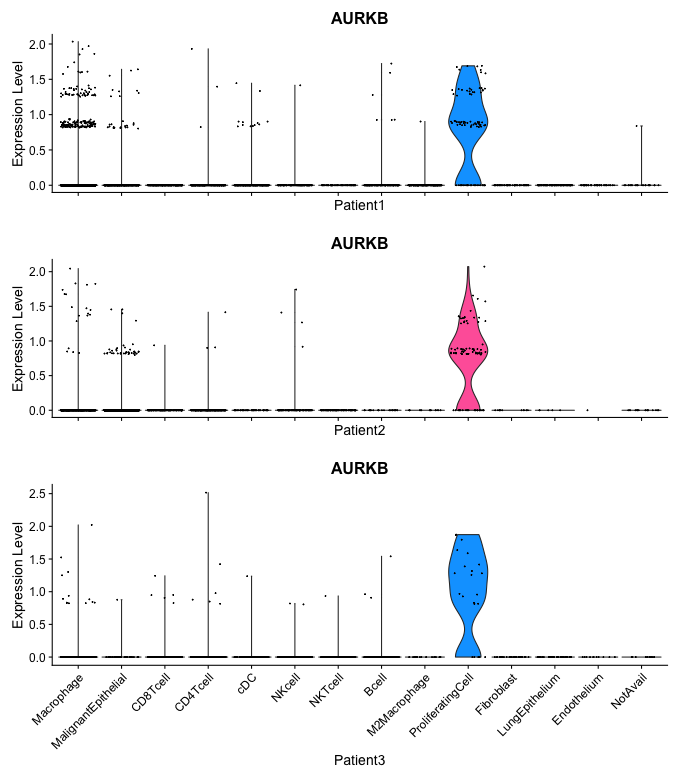 AURKB
Expression Level
2.0
1.5
1.0
0.5
0.0
Patient1
AURKB
Expression Level
2.0
1.5
1.0
0.5
0.0
Patient2
AURKB
Expression Level
2.5
2.0
1.5
1.0
0.5
0.0
Macrophage
MalignantEpithelial
CD8Tcell
CD4Tcell
cDC
NKcell
NKTcell
Bcell
M2Macrophage
ProliferatingCell
Fibroblast
LungEpithelium
Endothelium
NotAvail
Patient3